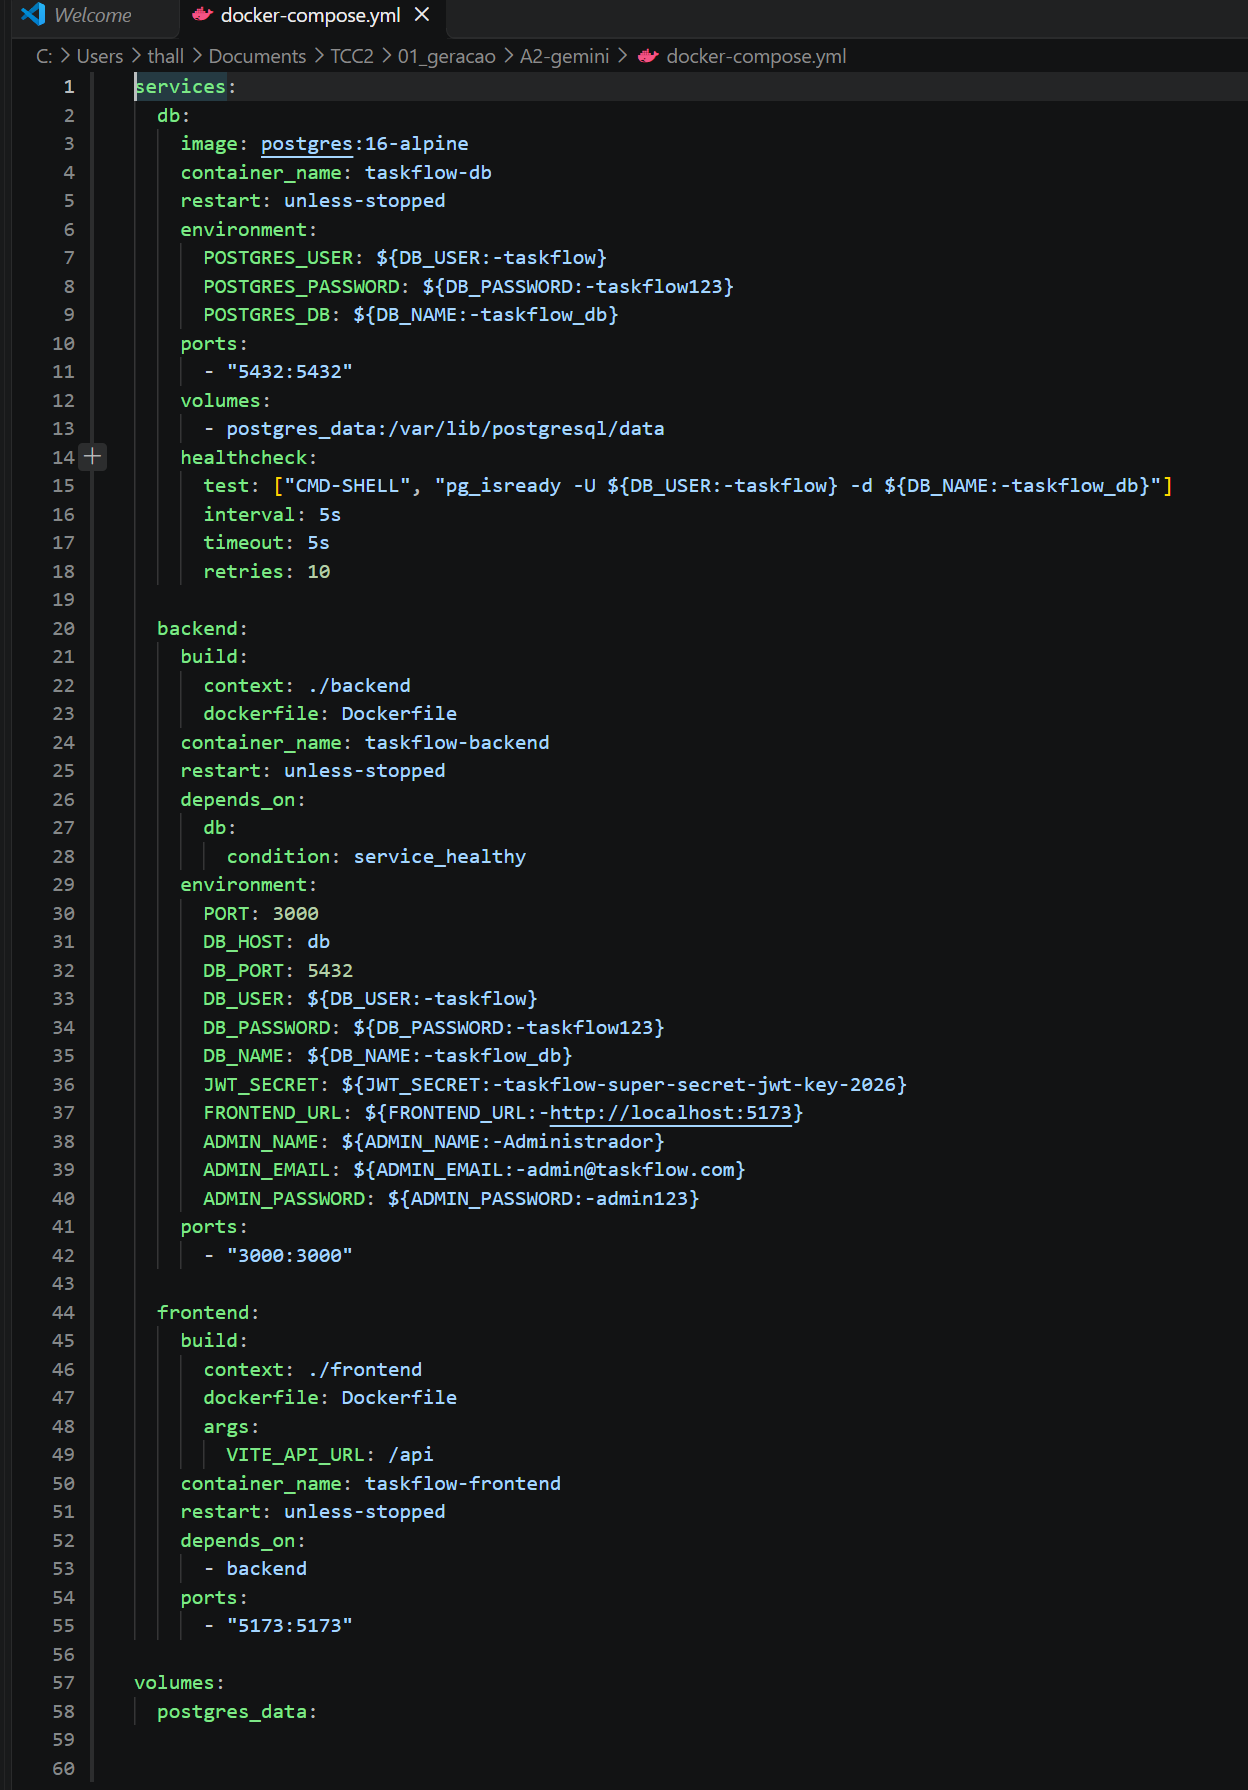 Welcome docker-compose.yml
C: > Users > thall > Documents > TCC2 > 01_geracao > A2-gemini > docker-compose.yml
1 services:
2   db:
3     image: postgres:16-alpine
4     container_name: taskflow-db
5     restart: unless-stopped
6     environment:
7       POSTGRES_USER: ${DB_USER:-taskflow}
8       POSTGRES_PASSWORD: ${DB_PASSWORD:-taskflow123}
9       POSTGRES_DB: ${DB_NAME:-taskflow_db}
10     ports:
11       - "5432:5432"
12     volumes:
13       - postgres_data:/var/lib/postgresql/data
14     healthcheck:
15       test: ["CMD-SHELL", "pg_isready -U ${DB_USER:-taskflow} -d ${DB_NAME:-taskflow_db}"]
16       interval: 5s
17       timeout: 5s
18       retries: 10
19
20   backend:
21     build:
22       context: ./backend
23       dockerfile: Dockerfile
24     container_name: taskflow-backend
25     restart: unless-stopped
26     depends_on:
27       db:
28         condition: service_healthy
29     environment:
30       PORT: 3000
31       DB_HOST: db
32       DB_PORT: 5432
33       DB_USER: ${DB_USER:-taskflow}
34       DB_PASSWORD: ${DB_PASSWORD:-taskflow123}
35       DB_NAME: ${DB_NAME:-taskflow_db}
36       JWT_SECRET: ${JWT_SECRET:-taskflow-super-secret-jwt-key-2026}
37       FRONTEND_URL: ${FRONTEND_URL:-http://localhost:5173}
38       ADMIN_NAME: ${ADMIN_NAME:-Administrador}
39       ADMIN_EMAIL: ${ADMIN_EMAIL:-admin@taskflow.com}
40       ADMIN_PASSWORD: ${ADMIN_PASSWORD:-admin123}
41     ports:
42       - "3000:3000"
43
44   frontend:
45     build:
46       context: ./frontend
47       dockerfile: Dockerfile
48       args:
49         VITE_API_URL: /api
50     container_name: taskflow-frontend
51     restart: unless-stopped
52     depends_on:
53       - backend
54     ports:
55       - "5173:5173"
56
57 volumes:
58   postgres_data:
59
60